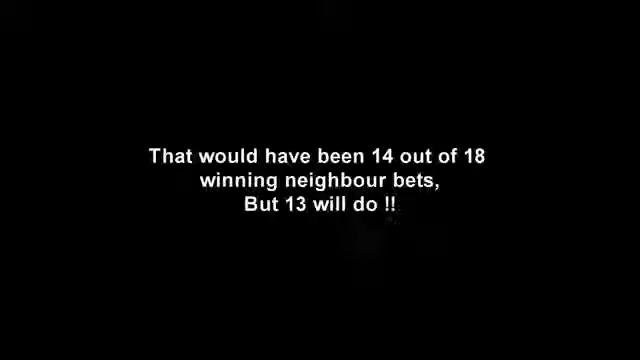 That would have been 14 out of 18
winning neighbour bets,
But 13 will do !!